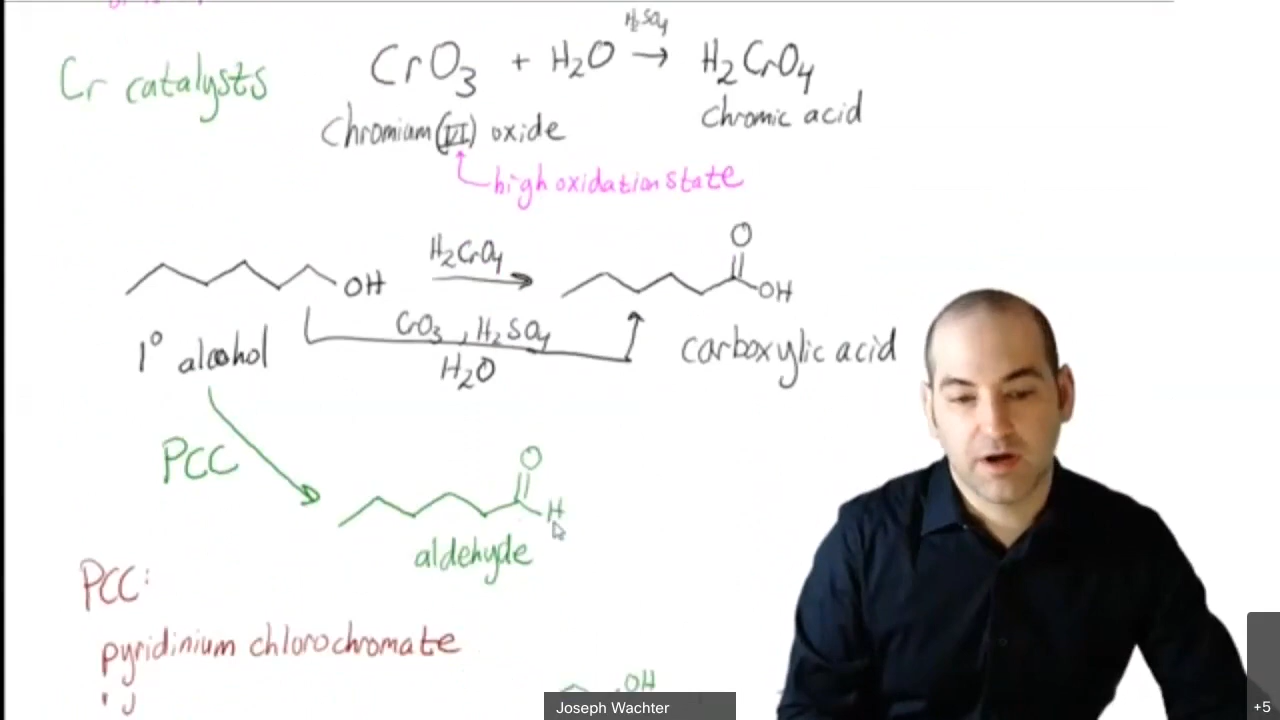 Cr catalysts
CrO3 + H2O →
H2SO4
H2CrO4
Chromium (VI) oxide
chromic acid
high oxidation state
OH
H2CrO4
O
OH
1° alcohol
CrO3, H2SO4
H2O
carboxylic acid
PCC
O
H
aldehyde
PCC:
pyridinium chlorochromate
OH
Joseph Wachter
+5